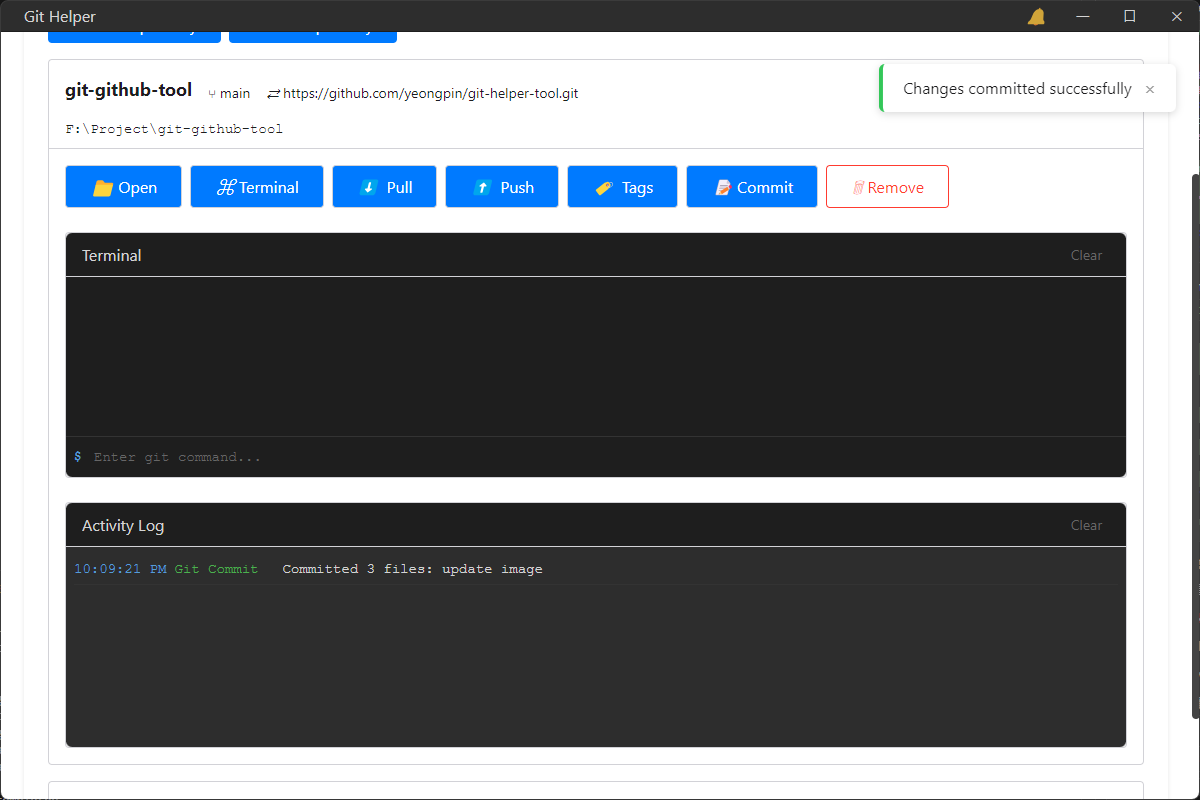 Git Helper
git-github-tool main https://github.com/yeongpin/git-helper-tool.git
Changes committed successfully ×
F:\Project\git-github-tool
Open Terminal Pull Push Tags Commit Remove
Terminal Clear
$ Enter git command...
Activity Log Clear
10:09:21 PM Git Commit Committed 3 files: update image